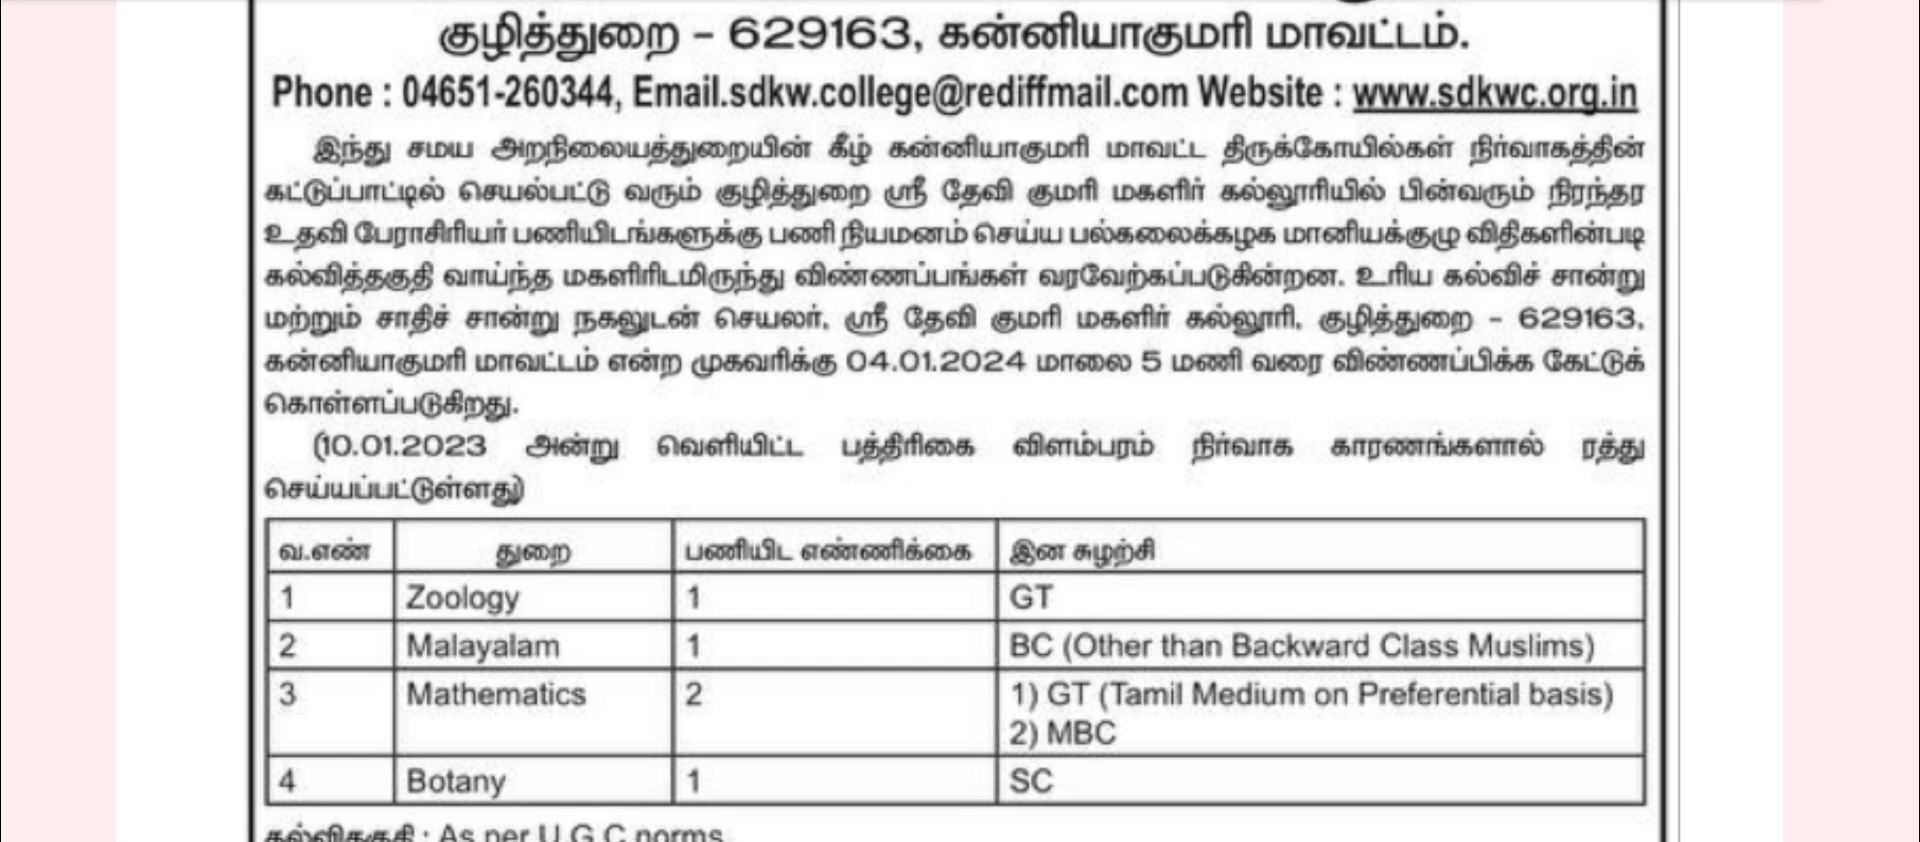 குழித்துறை – 629163, கன்னியாகுமரி மாவட்டம்.
Phone : 04651-260344, Email.sdkw.college@rediffmail.com Website : www.sdkwc.org.in
இந்து சமய அறநிலையத்துறையின் கீழ் கன்னியாகுமரி மாவட்ட திருக்கோயில்கள் நிர்வாகத்தின்
கட்டுப்பாட்டில் செயல்பட்டு வரும் குழித்துறை ஸ்ரீ தேவி குமரி மகளிர் கல்லூரியில் பின்வரும் நிரந்தர
உதவி பேராசிரியர் பணியிடங்களுக்கு பணி நியமனம் செய்ய பல்கலைக்கழக மானியக்குழு விதிகளின்படி
கல்வித்தகுதி வாய்ந்த மகளிரிடமிருந்து விண்ணப்பங்கள் வரவேற்கப்படுகின்றன. உரிய கல்விச் சான்று
மற்றும் சாதிச் சான்று நகலுடன் செயலர், ஸ்ரீ தேவி குமரி மகளிர் கல்லூரி, குழித்துறை – 629163,
கன்னியாகுமரி மாவட்டம் என்ற முகவரிக்கு 04.01.2024 மாலை 5 மணி வரை விண்ணப்பிக்க கேட்டுக்
கொள்ளப்படுகிறது.
(10.01.2023 அன்று வெளியிட்ட பத்திரிகை விளம்பரம் நிர்வாக காரணங்களால் ரத்து
செய்யப்பட்டுள்ளது)
வ.எண் துறை பணியிட எண்ணிக்கை இன சுழற்சி
1 Zoology 1 GT
2 Malayalam 1 BC (Other than Backward Class Muslims)
3 Mathematics 2 1) GT (Tamil Medium on Preferential basis)
2) MBC
4 Botany 1 SC
: As per U.G.C norms.